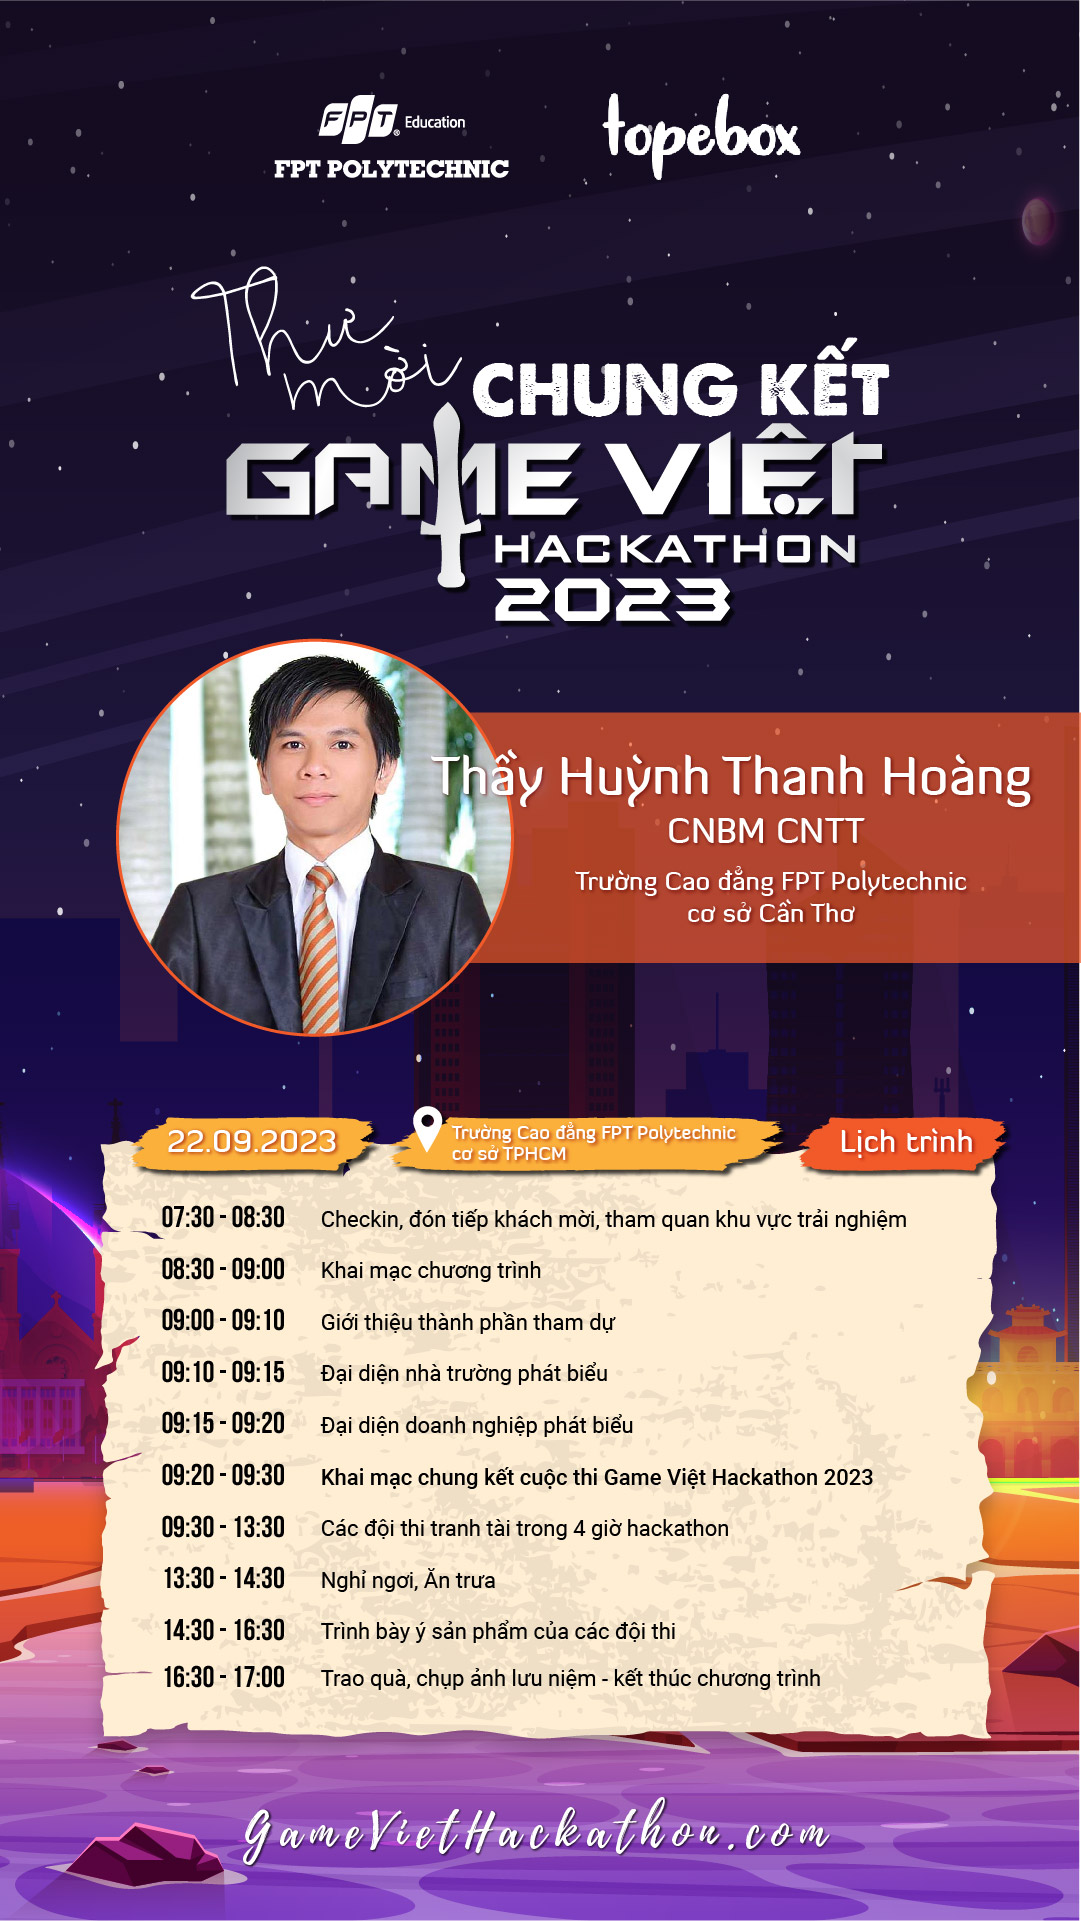 FPT Education
FPT POLYTECHNIC
topebox
Thư mời
CHUNG KẾT
GAME VIỆT
HACKATHON
2023
Thầy Huỳnh Thanh Hoàng
CNBM CNTT
Trường Cao đẳng FPT Polytechnic
cơ sở Cần Thơ
22.09.2023
Trường Cao đẳng FPT Polytechnic
cơ sở TPHCM
Lịch trình
07:30 - 08:30 Checkin, đón tiếp khách mời, tham quan khu vực trải nghiệm
08:30 - 09:00 Khai mạc chương trình
09:00 - 09:10 Giới thiệu thành phần tham dự
09:10 - 09:15 Đại diện nhà trường phát biểu
09:15 - 09:20 Đại diện doanh nghiệp phát biểu
09:20 - 09:30 Khai mạc chung kết cuộc thi Game Việt Hackathon 2023
09:30 - 13:30 Các đội thi tranh tài trong 4 giờ hackathon
13:30 - 14:30 Nghỉ ngơi, Ăn trưa
14:30 - 16:30 Trình bày ý sản phẩm của các đội thi
16:30 - 17:00 Trao quà, chụp ảnh lưu niệm - kết thúc chương trình
GameVietHackathon.com